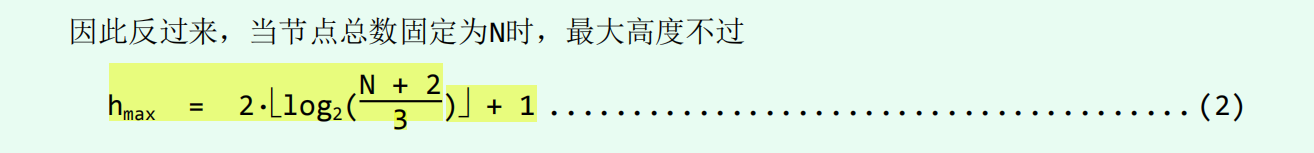 因此反过来，当节点总数固定为N时，最大高度不过
hmax = 2·⌊log2((N + 2)/3)⌋ + 1 ........................................(2)